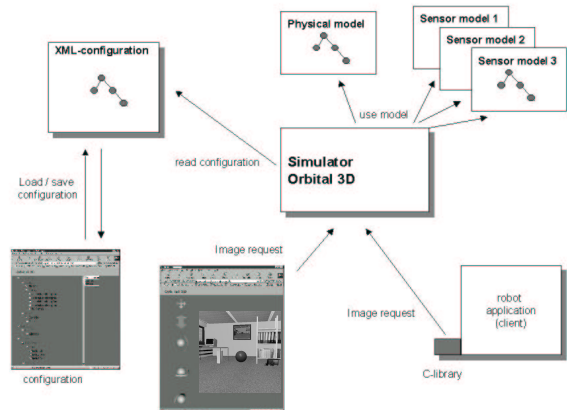 Physical model
Sensor model 1
Sensor model 2
Sensor model 3
XML-configuration
use model
read configuration
Simulator
Orbital 3D
Load / save
configuration
Image request
Image request
robot
application
(client)
C-library
configuration